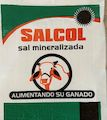 SALCOL
sal mineralizada
ALIMENTANDO SU GANADO